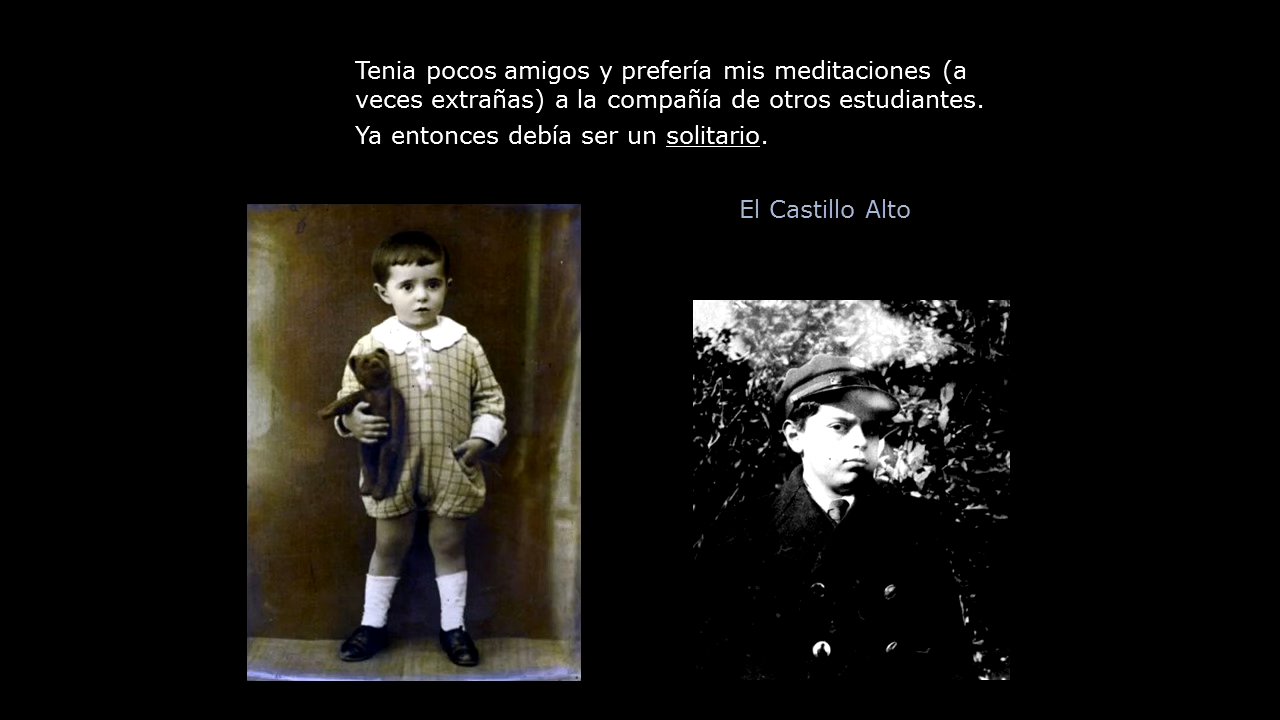 Tenia pocos amigos y prefería mis meditaciones (a
veces extrañas) a la compañía de otros estudiantes.
Ya entonces debía ser un solitario.
El Castillo Alto